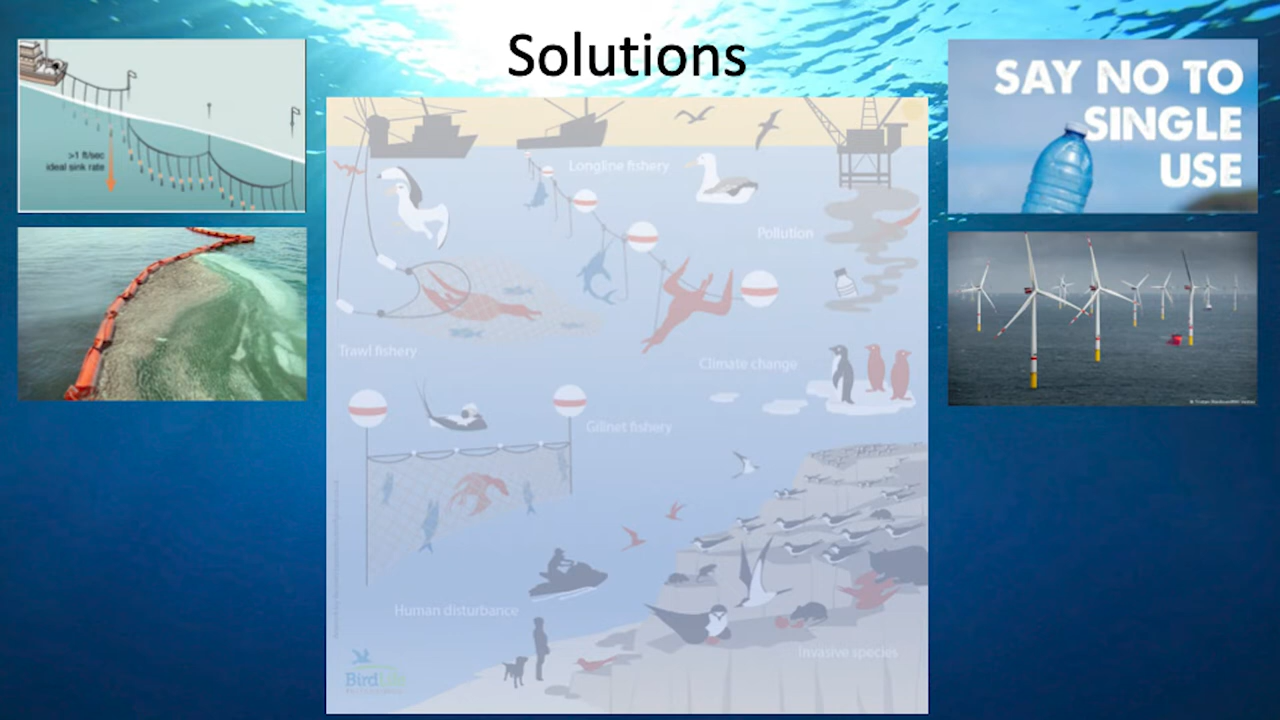 Solutions
>1 ft/sec
ideal sink rate
SAY NO TO
SINGLE
USE
Longline fishery
Pollution
Trawl fishery
Climate change
Gillnet fishery
Human disturbance
Invasive species
BirdLife